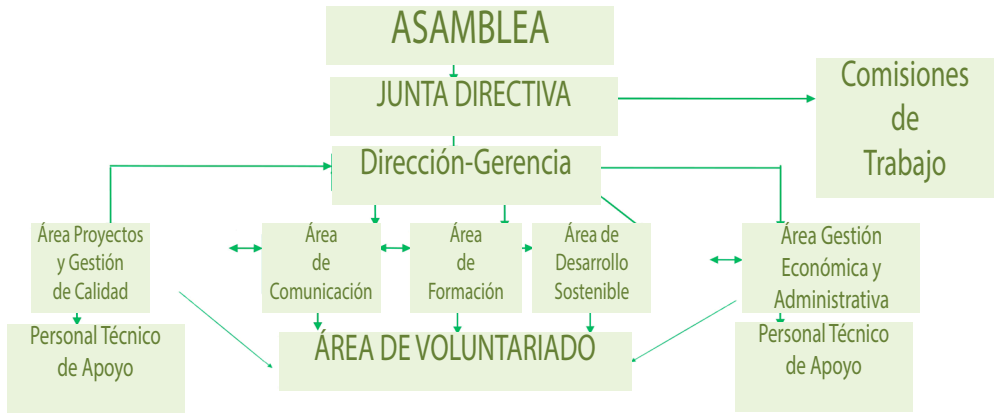 ASAMBLEA
JUNTA DIRECTIVA
Comisiones
de
Trabajo
Dirección-Gerencia
Área Proyectos
y Gestión
de Calidad
Área
de
Comunicación
Área
de
Formación
Área de
Desarrollo
Sostenible
Área Gestión
Económica y
Administrativa
Personal Técnico
de Apoyo
ÁREA DE VOLUNTARIADO
Personal Técnico
de Apoyo